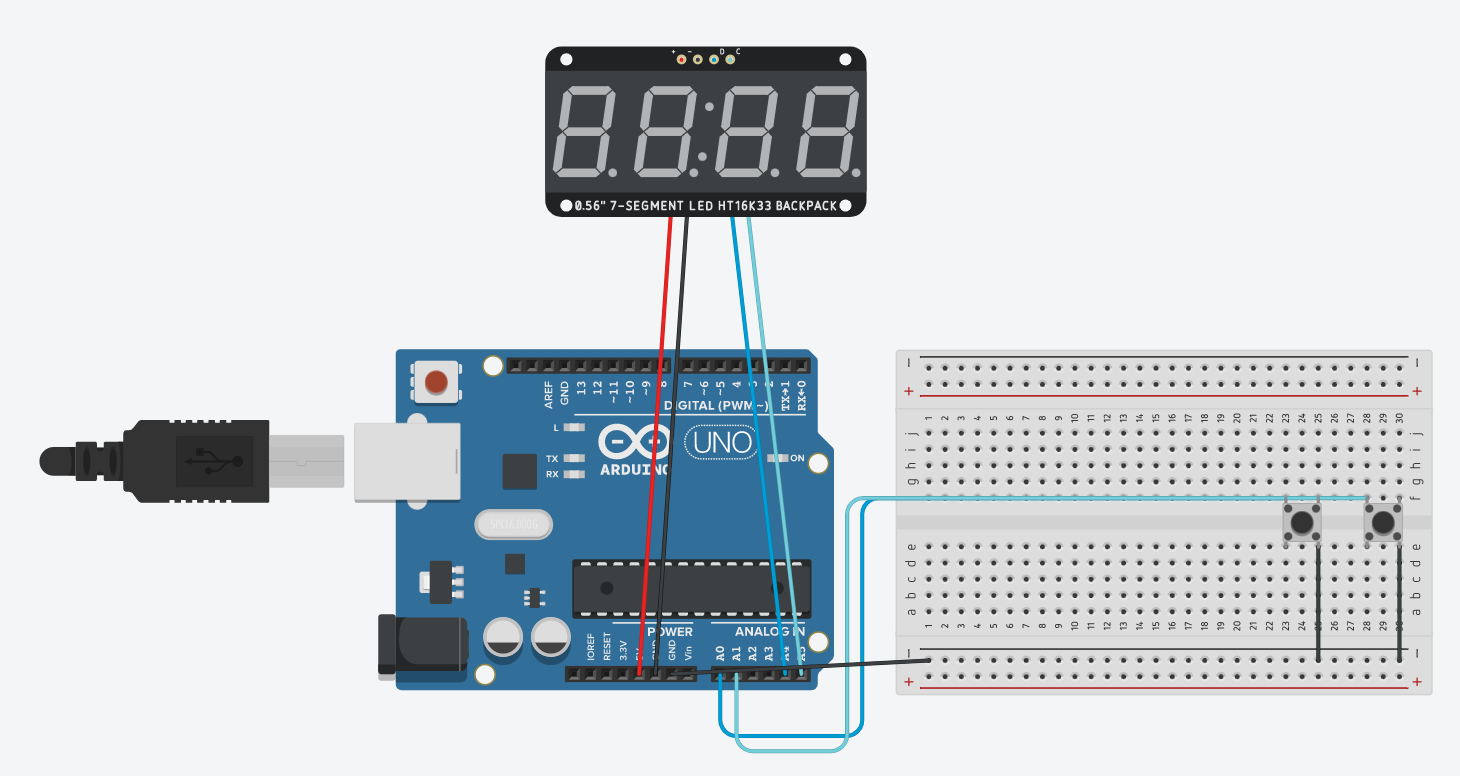 + - D C
0.56" 7-SEGMENT LED HT16K33 BACKPACK
AREF
GND
13
12
~11
~10
~9
8
7
~6
~5
4
3
2
TX→1
RX←0
DIGITAL (PWM~)
L
TX
RX
ARDUINO
UNO
ON
SPK16.000G
IOREF
RESET
3.3V
5V
GND
GND
Vin
POWER
ANALOG IN
A0
A1
A2
A3
A4
A5
- -
+ +
1 2 3 4 5 6 7 8 9 10 11 12 13 14 15 16 17 18 19 20 21 22 23 24 25 26 27 28 29 30
j j
i i
h h
g g
f f
e e
d d
c c
b b
a a
1 2 3 4 5 6 7 8 9 10 11 12 13 14 15 16 17 18 19 20 21 22 23 24 25 26 27 28 29 30
- -
+ +